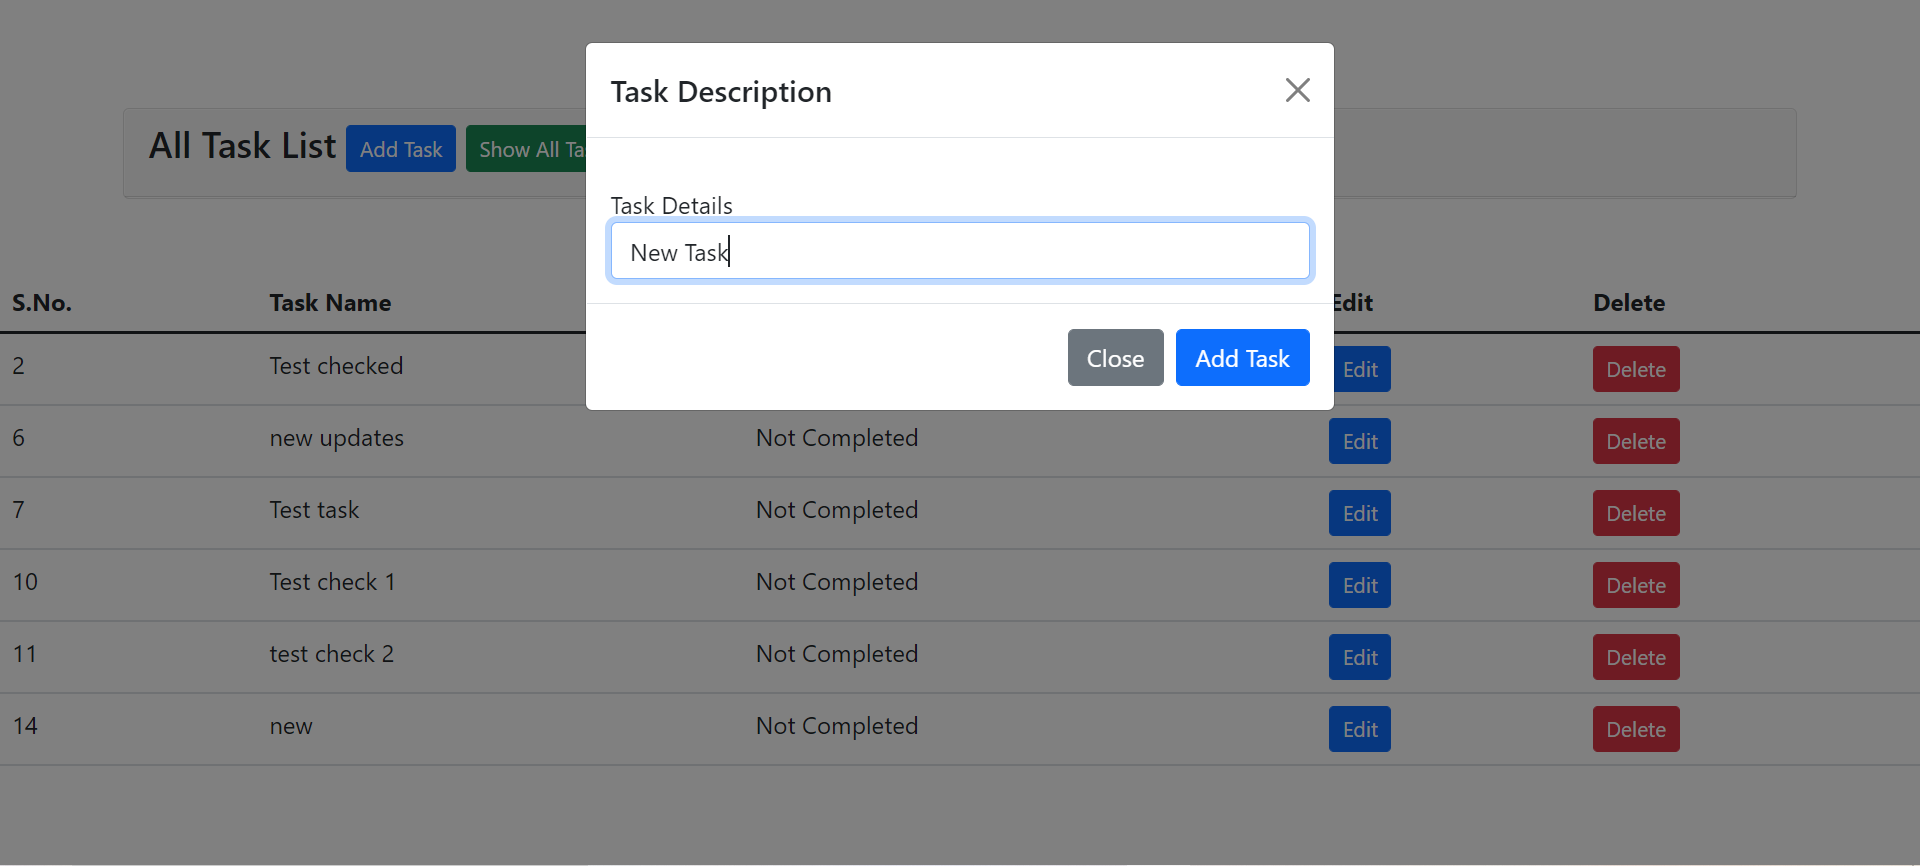 Task Description
All Task List Add Task Show All Ta
Task Details
New Task
S.No. Task Name Edit Delete
Close Add Task
2 Test checked Edit Delete
6 new updates Not Completed Edit Delete
7 Test task Not Completed Edit Delete
10 Test check 1 Not Completed Edit Delete
11 test check 2 Not Completed Edit Delete
14 new Not Completed Edit Delete